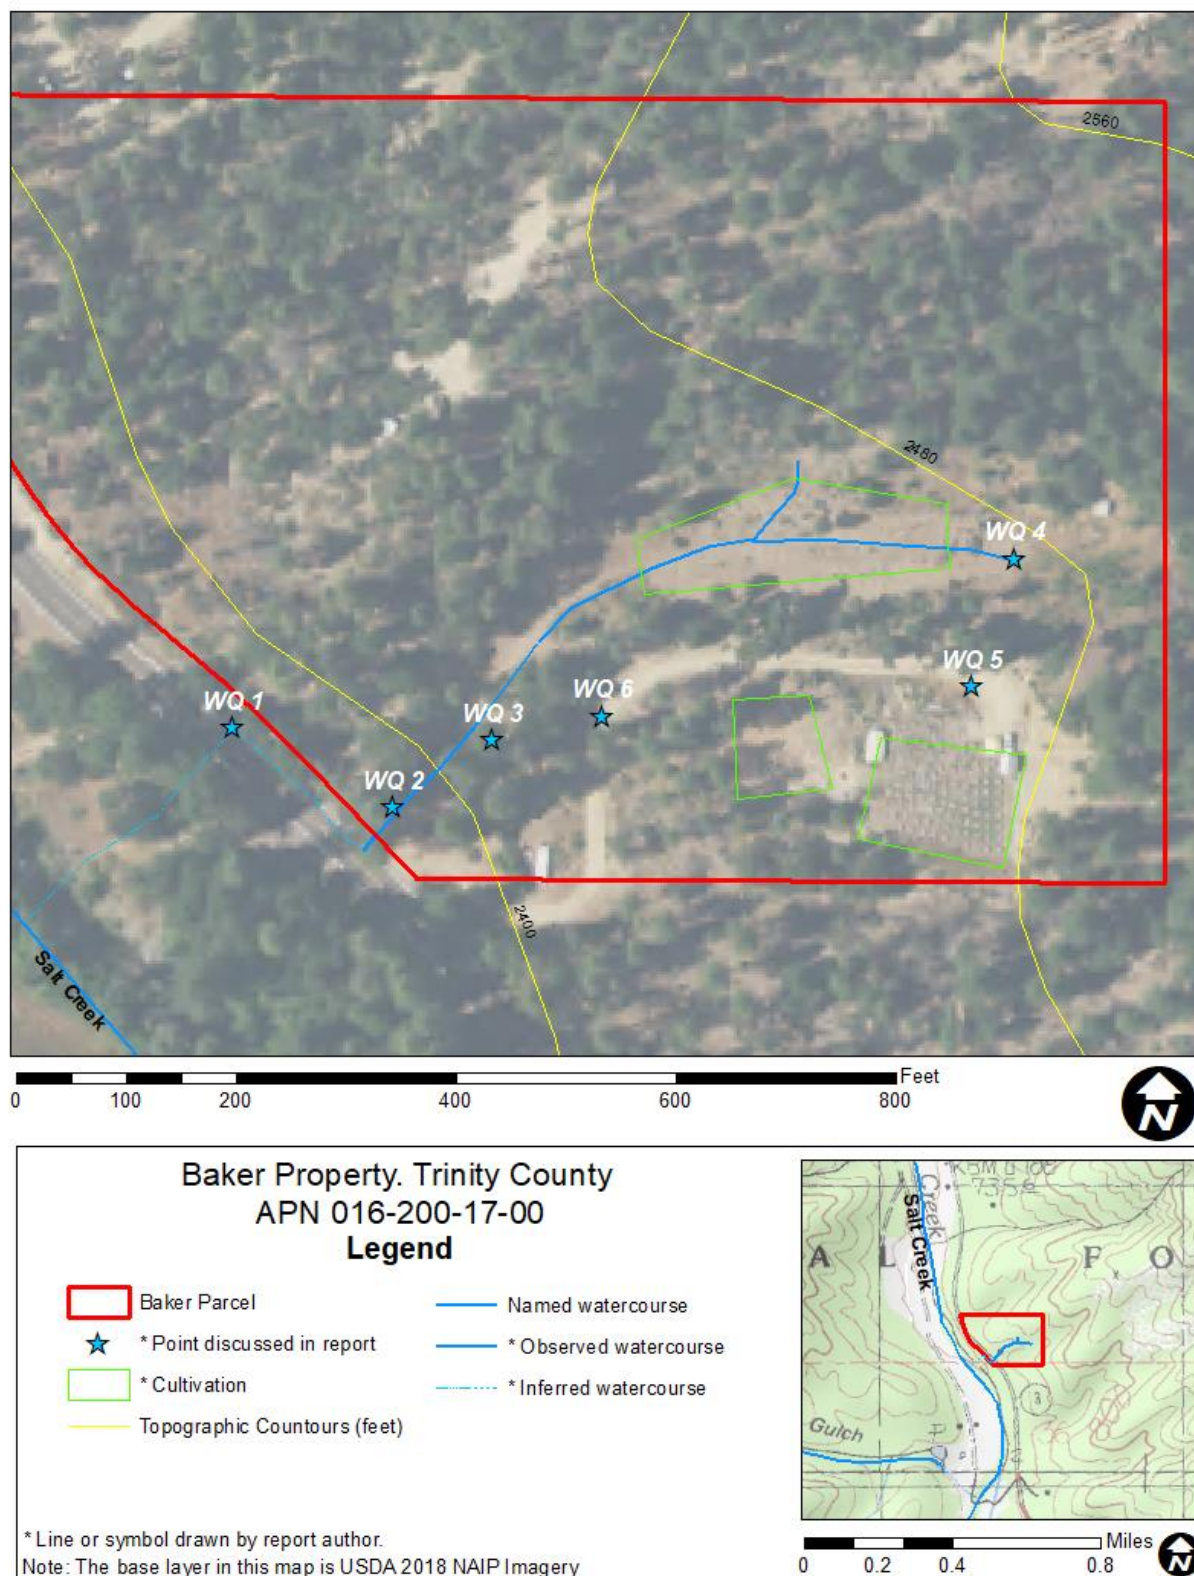 2560
2480
WQ 4
WQ 5
WQ 6
WQ 1
WQ 3
WQ 2
2400
Salt Creek
Feet
0 100 200 400 600 800
N
Baker Property. Trinity County
APN 016-200-17-00
Legend
Baker Parcel
Named watercourse
* Point discussed in report
* Observed watercourse
* Cultivation
* Inferred watercourse
Topographic Countours (feet)
* Line or symbol drawn by report author.
Note: The base layer in this map is USDA 2018 NAIP Imagery
Creek
Salt Creek
A L F O
3
Gulch
Miles
0 0.2 0.4 0.8
N